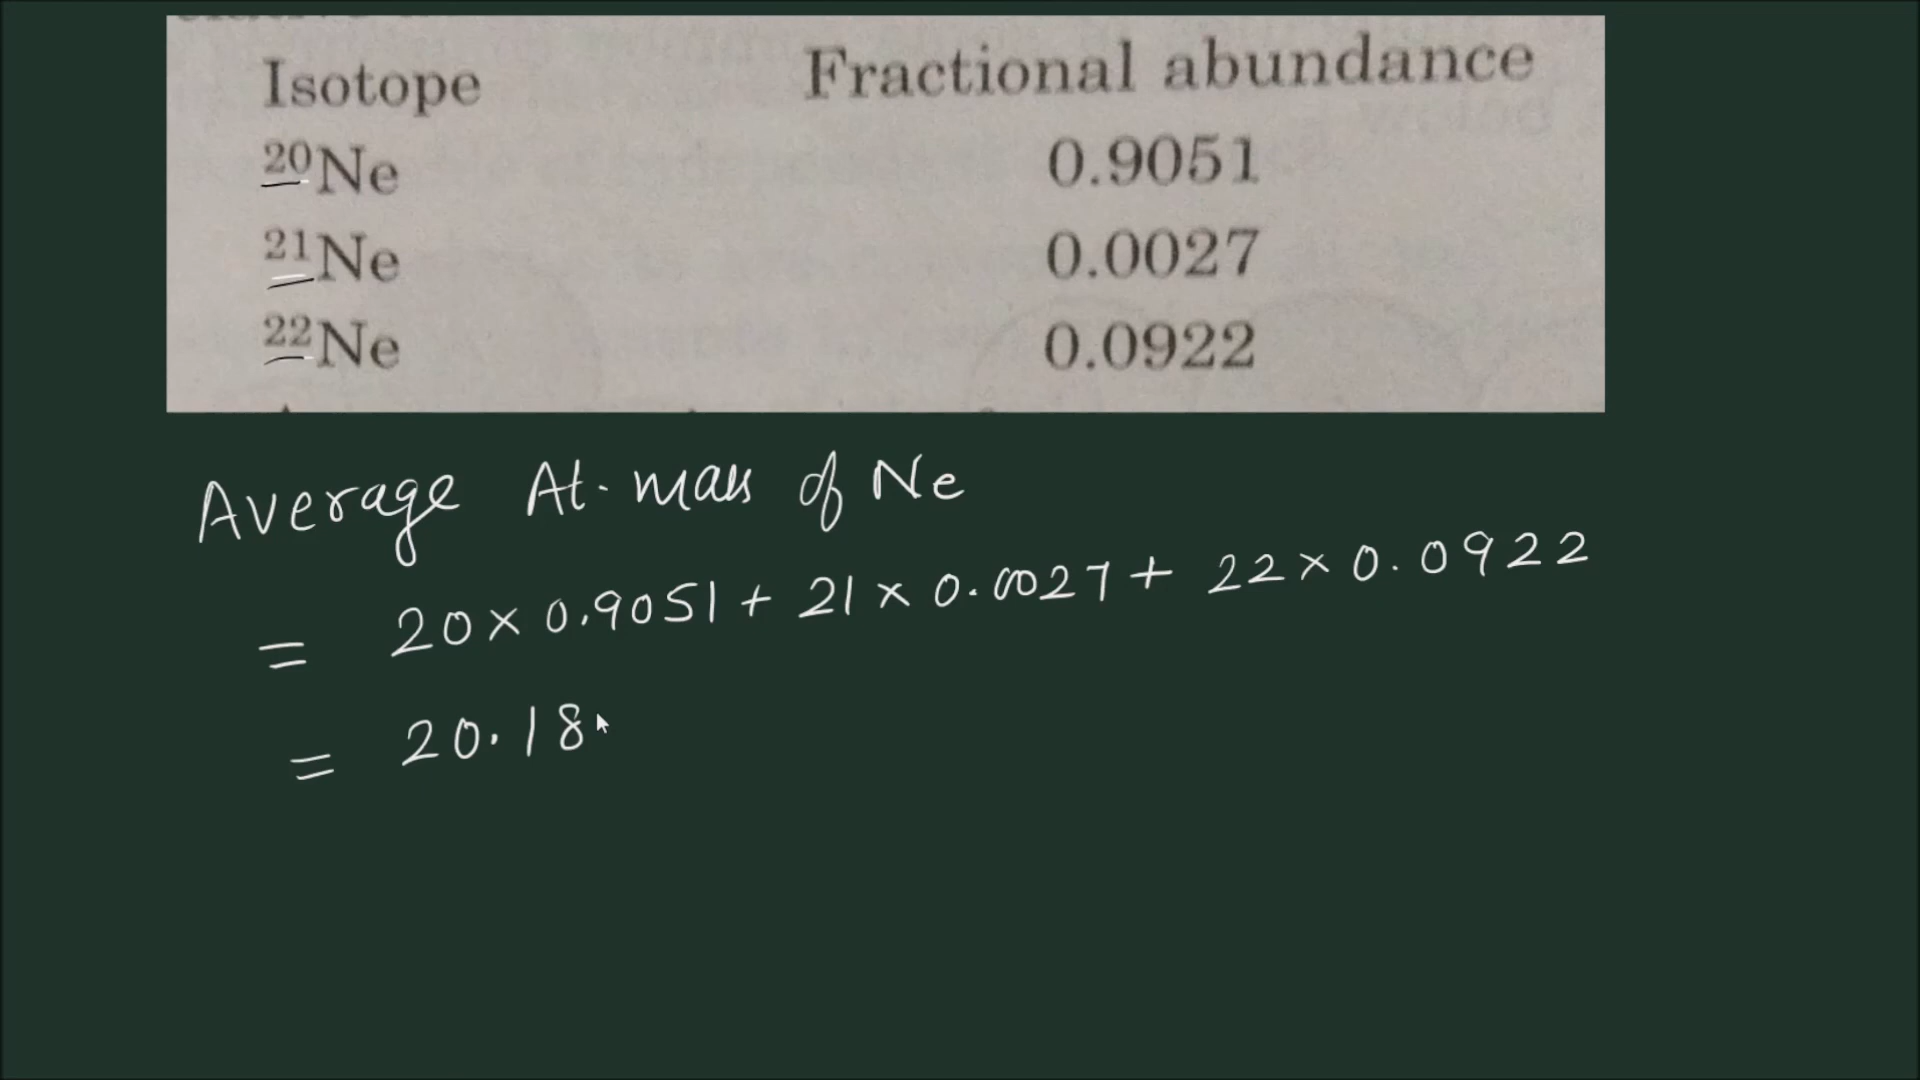 Isotope Fractional abundance
²⁰Ne 0.9051
²¹Ne 0.0027
²²Ne 0.0922
Average At. mass of Ne
= 20 × 0.9051 + 21 × 0.0027 + 22 × 0.0922
= 20.18